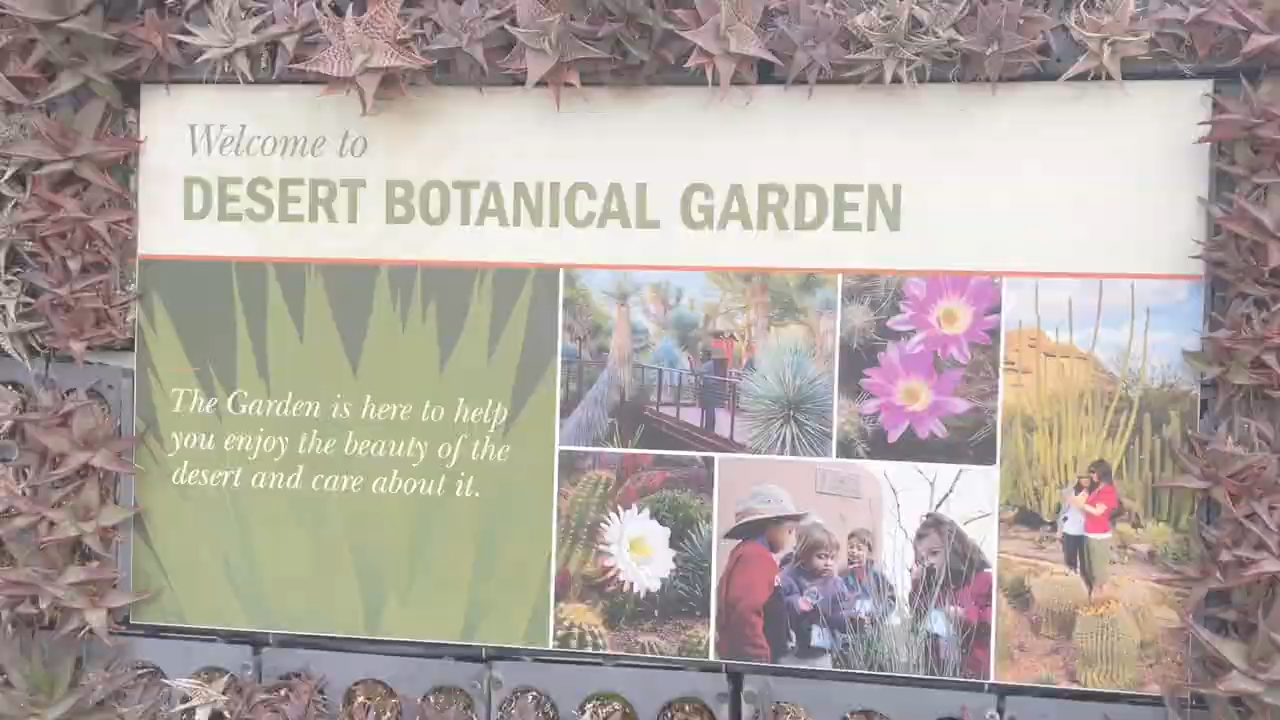 Welcome to
DESERT BOTANICAL GARDEN
The Garden is here to help
you enjoy the beauty of the
desert and care about it.